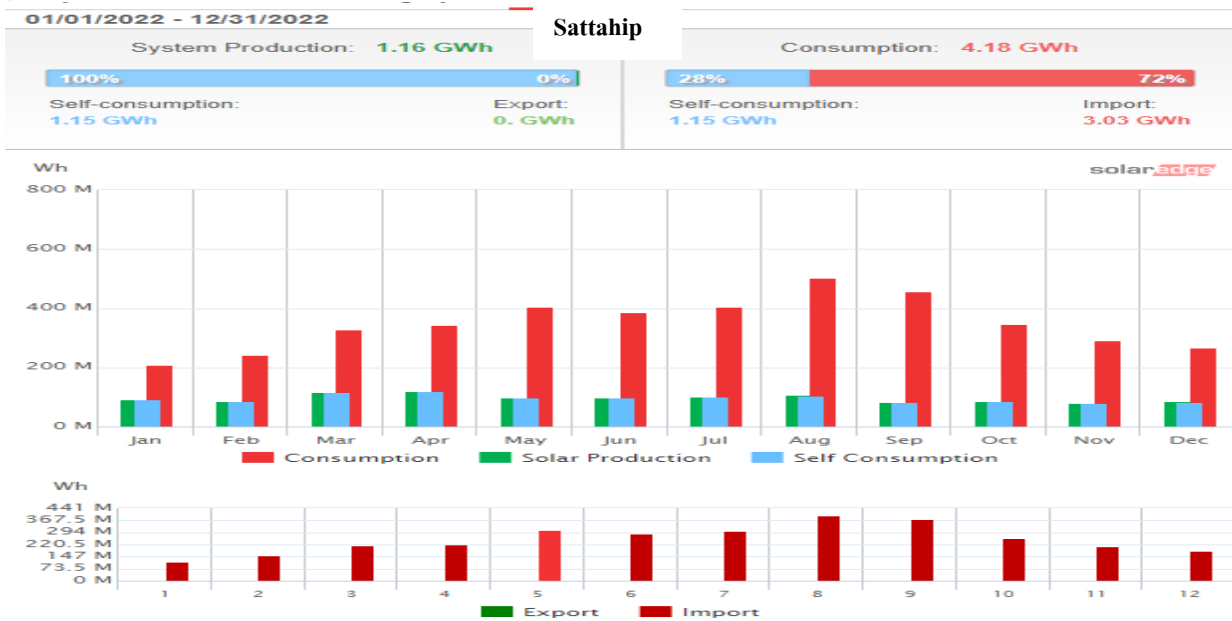 01/01/2022 - 12/31/2022
Sattahip
System Production: 1.16 GWh
Consumption: 4.18 GWh
100% 0%
28% 72%
Self-consumption: Export:
1.15 GWh 0. GWh
Self-consumption: Import:
1.15 GWh 3.03 GWh
Wh
solaredge
800 M
600 M
400 M
200 M
0 M
Jan Feb Mar Apr May Jun Jul Aug Sep Oct Nov Dec
Consumption Solar Production Self Consumption
Wh
441 M
367.5 M
294 M
220.5 M
147 M
73.5 M
0 M
1 2 3 4 5 6 7 8 9 10 11 12
Export Import